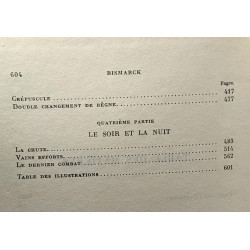 604 BISMARCK
Pages.
CRÉPUSCULE 417
DOUBLE CHANGEMENT DE RÈGNE. 477
QUATRIÈME PARTIE
LE SOIR ET LA NUIT
LA CHUTE. 483
VAINS EFFORTS. 514
LE DERNIER COMBAT 562
TABLE DES ILLUSTRATIONS. 601